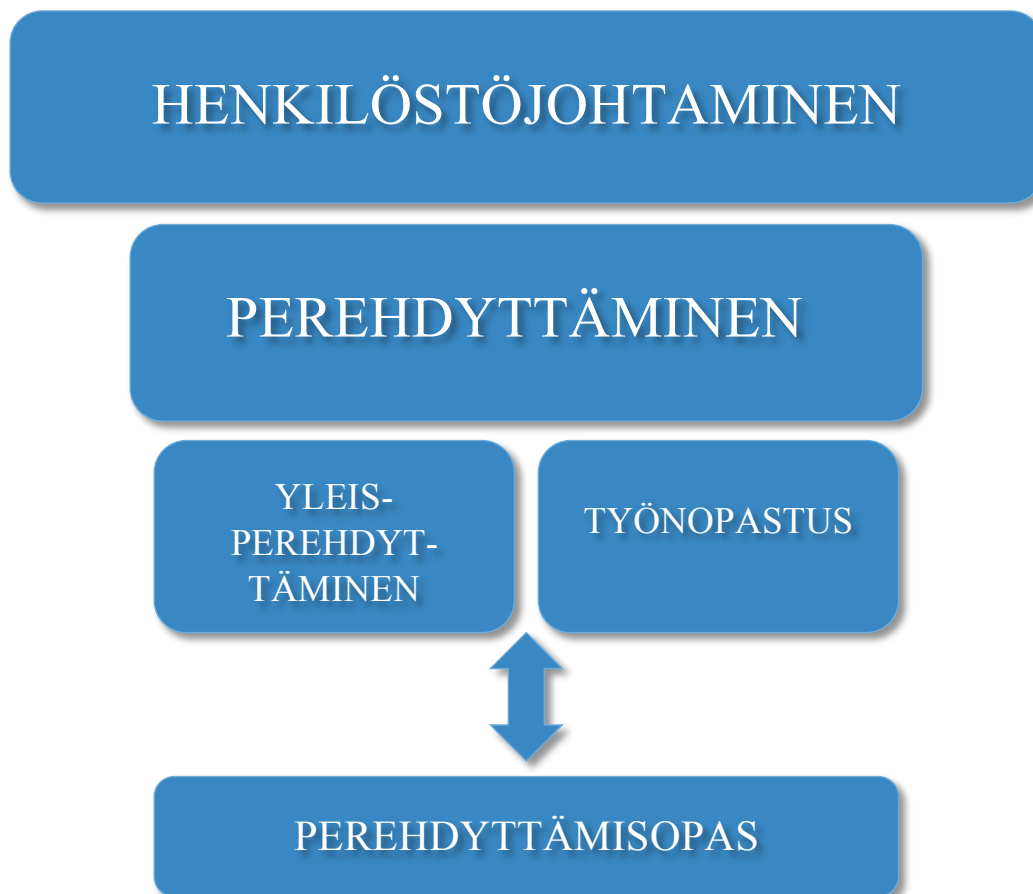 HENKILÖSTÖJOHTAMINEN
PEREHDYTTÄMINEN
YLEIS-
PEREHDYT-
TÄMINEN
TYÖNOPASTUS
PEREHDYTTÄMISOPAS